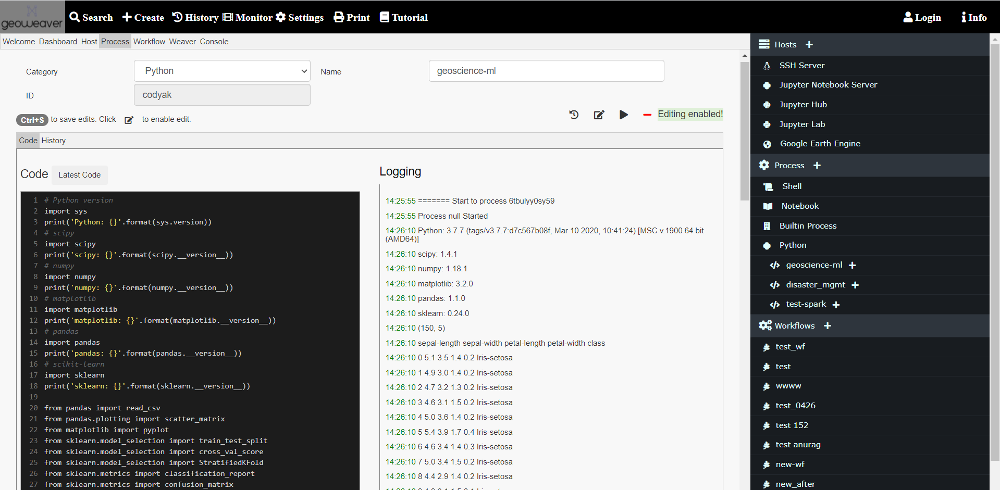 geoweaver Search Create History Monitor Settings Print Tutorial Login Info
Welcome Dashboard Host Process Workflow Weaver Console
Category Python Name geoscience-ml
ID codyak
Ctrl+S to save edits. Click to enable edit.
Editing enabled!
Code History
Code Latest Code
1 # Python version
2 import sys
3 print('Python: {}'.format(sys.version))
4 # scipy
5 import scipy
6 print('scipy: {}'.format(scipy.__version__))
7 # numpy
8 import numpy
9 print('numpy: {}'.format(numpy.__version__))
10 # matplotlib
11 import matplotlib
12 print('matplotlib: {}'.format(matplotlib.__version__))
13 # pandas
14 import pandas
15 print('pandas: {}'.format(pandas.__version__))
16 # scikit-learn
17 import sklearn
18 print('sklearn: {}'.format(sklearn.__version__))
19
20 from pandas import read_csv
21 from pandas.plotting import scatter_matrix
22 from matplotlib import pyplot
23 from sklearn.model_selection import train_test_split
24 from sklearn.model_selection import cross_val_score
25 from sklearn.model_selection import StratifiedKFold
26 from sklearn.metrics import classification_report
27 from sklearn.metrics import confusion_matrix
Logging
14:25:55 ======= Start to process 6tbulyy0sy59
14:25:55 Process null Started
14:26:10 Python: 3.7.7 (tags/v3.7.7:d7c567b08f, Mar 10 2020, 10:41:24) [MSC v.1900 64 bit
(AMD64)]
14:26:10 scipy: 1.4.1
14:26:10 numpy: 1.18.1
14:26:10 matplotlib: 3.2.0
14:26:10 pandas: 1.1.0
14:26:10 sklearn: 0.24.0
14:26:10 (150, 5)
14:26:10 sepal-length sepal-width petal-length petal-width class
14:26:10 0 5.1 3.5 1.4 0.2 Iris-setosa
14:26:10 1 4.9 3.0 1.4 0.2 Iris-setosa
14:26:10 2 4.7 3.2 1.3 0.2 Iris-setosa
14:26:10 3 4.6 3.1 1.5 0.2 Iris-setosa
14:26:10 4 5.0 3.6 1.4 0.2 Iris-setosa
14:26:10 5 5.4 3.9 1.7 0.4 Iris-setosa
14:26:10 6 4.6 3.4 1.4 0.3 Iris-setosa
14:26:10 7 5.0 3.4 1.5 0.2 Iris-setosa
14:26:10 8 4.4 2.9 1.4 0.2 Iris-setosa
Hosts
SSH Server
Jupyter Notebook Server
Jupyter Hub
Jupyter Lab
Google Earth Engine
Process
Shell
Notebook
Builtin Process
Python
geoscience-ml
disaster_mgmt
test-spark
Workflows
test_wf
test
wwww
test_0426
test 152
test anurag
new-wf
new_after